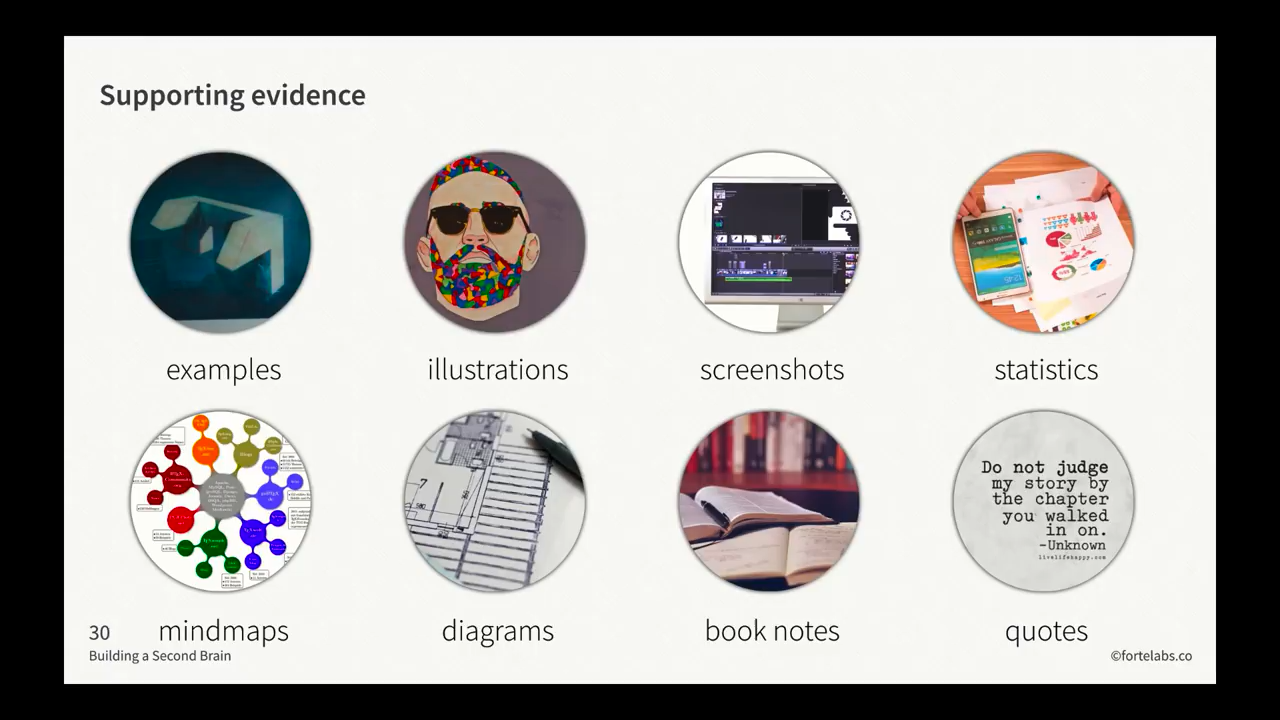 Supporting evidence
examples
illustrations
screenshots
statistics
7
Do not judge
my story by
the chapter
you walked
in on.
-Unknown
livelifehappy.com
mindmaps
diagrams
book notes
quotes
30
Building a Second Brain
©fortelabs.co